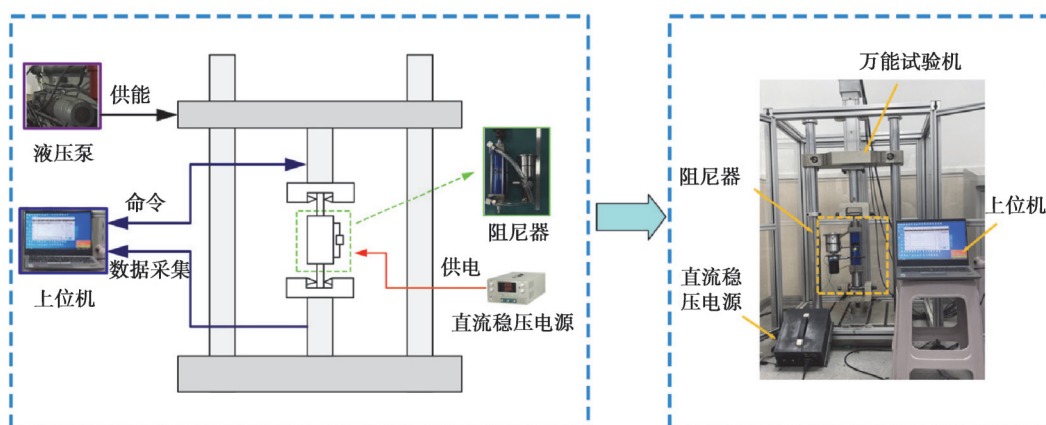 供能
液压泵
命令
数据采集
上位机
阻尼器
供电
直流稳压电源
万能试验机
阻尼器
上位机
直流稳
压电源